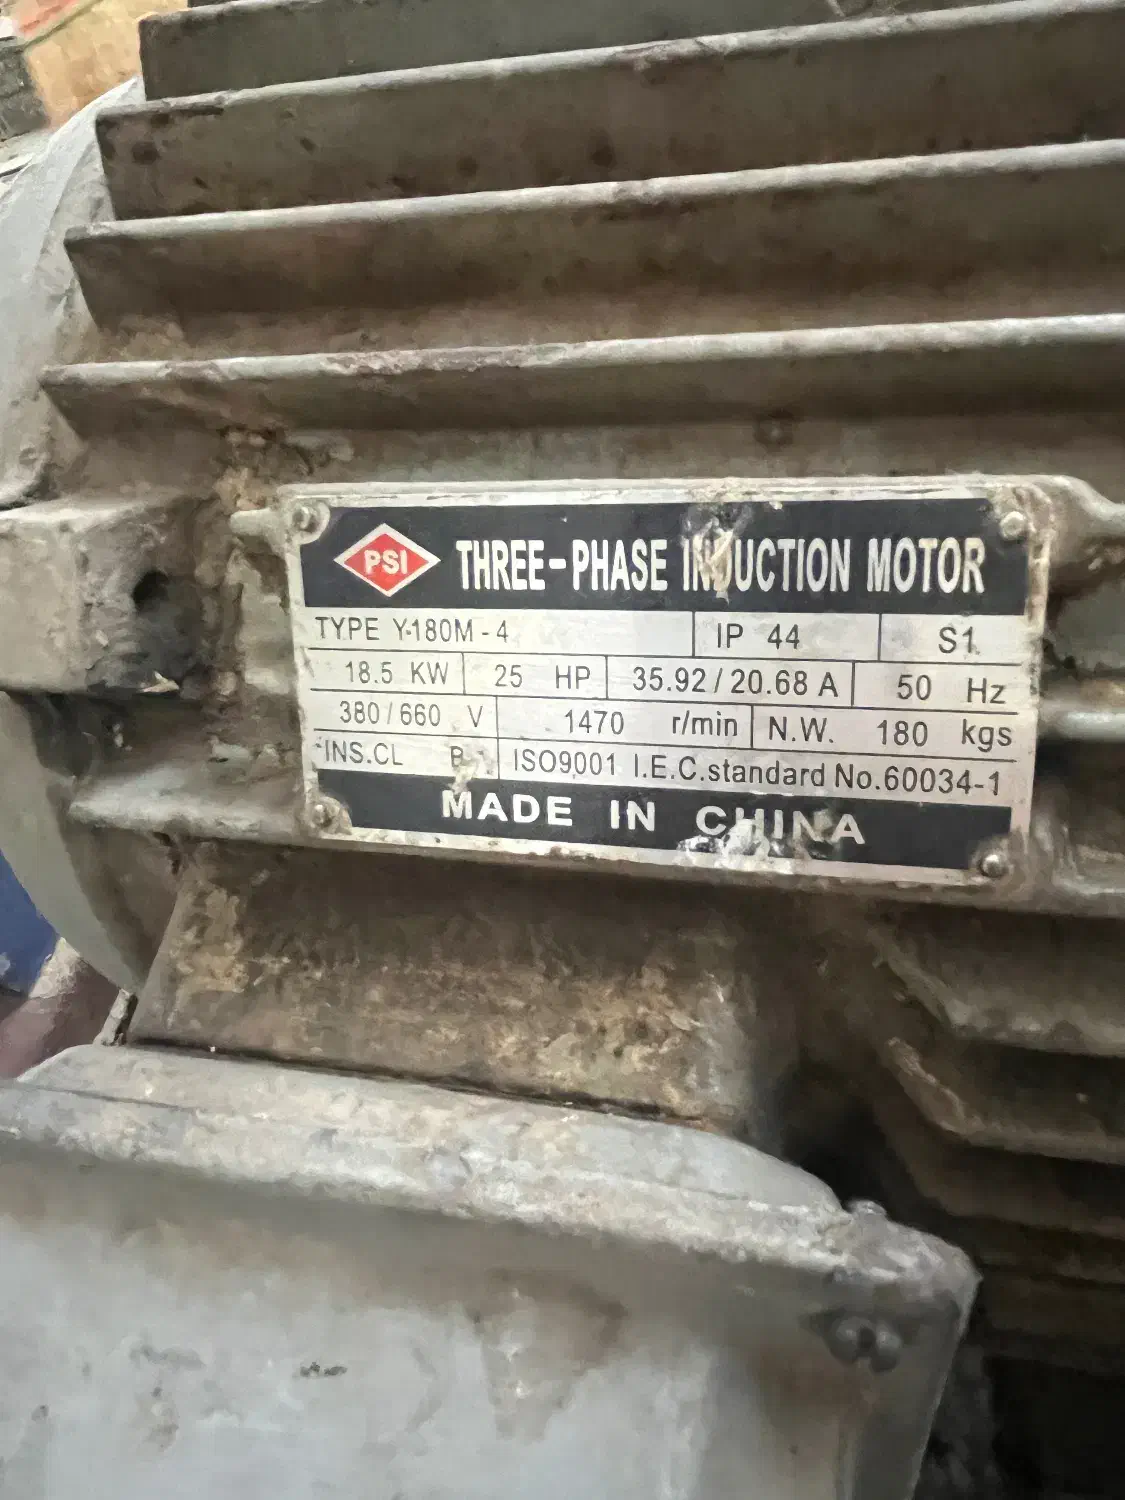 PSI THREE-PHASE INDUCTION MOTOR
TYPE Y-180M-4 IP 44 S1
18.5 KW 25 HP 35.92/20.68 A 50 Hz
380/660 V 1470 r/min N.W. 180 kgs
INS.CL B ISO9001 I.E.C.standard No.60034-1
MADE IN CHINA